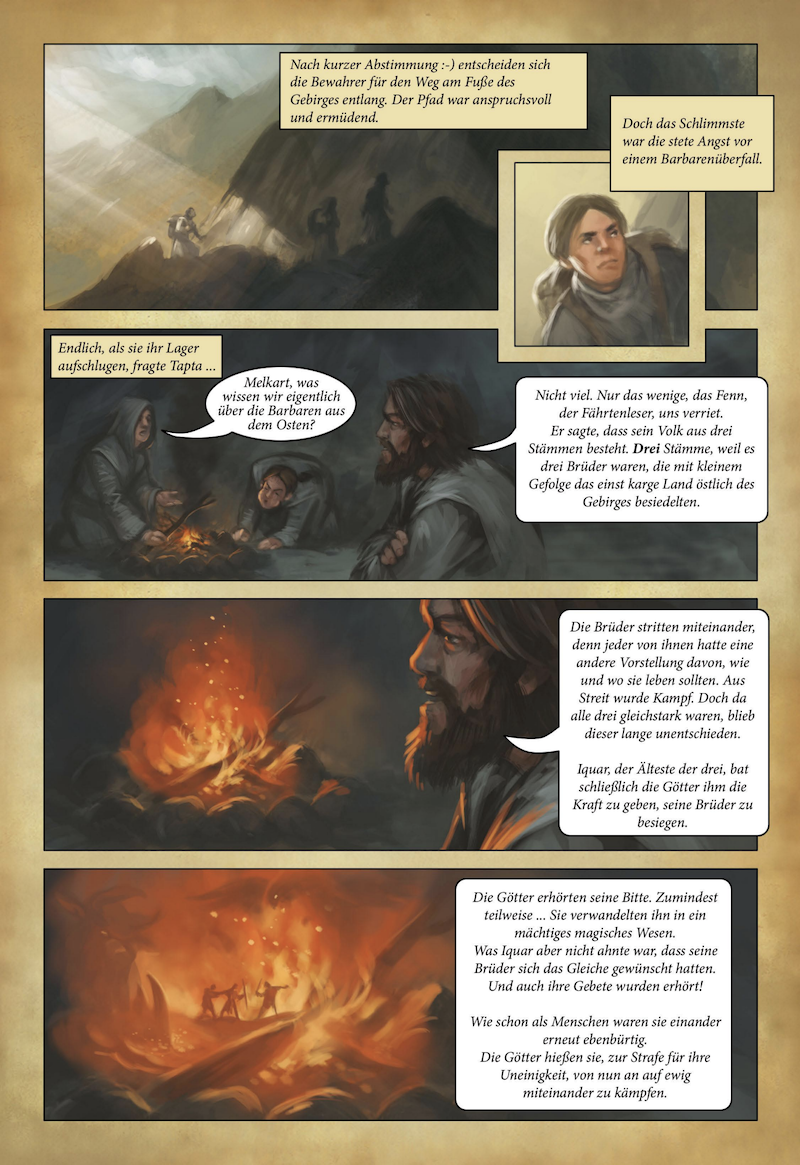 Nach kurzer Abstimmung :-) entscheiden sich
die Bewahrer für den Weg am Fuße des
Gebirges entlang. Der Pfad war anspruchsvoll
und ermüdend.
Doch das Schlimmste
war die stete Angst vor
einem Barbarenüberfall.
Endlich, als sie ihr Lager
aufschlugen, fragte Tapta ...
Melkart, was
wissen wir eigentlich
über die Barbaren aus
dem Osten?
Nicht viel. Nur das wenige, das Fenn,
der Fährtenleser, uns verriet.
Er sagte, dass sein Volk aus drei
Stämmen besteht. Drei Stämme, weil es
drei Brüder waren, die mit kleinem
Gefolge das einst karge Land östlich des
Gebirges besiedelten.
Die Brüder stritten miteinander,
denn jeder von ihnen hatte eine
andere Vorstellung davon, wie
und wo sie leben sollten. Aus
Streit wurde Kampf. Doch da
alle drei gleichstark waren, blieb
dieser lange unentschieden.
Iquar, der Älteste der drei, bat
schließlich die Götter ihm die
Kraft zu geben, seine Brüder zu
besiegen.
Die Götter erhörten seine Bitte. Zumindest
teilweise ... Sie verwandelten ihn in ein
mächtiges magisches Wesen.
Was Iquar aber nicht ahnte war, dass seine
Brüder sich das Gleiche gewünscht hatten.
Und auch ihre Gebete wurden erhört!
Wie schon als Menschen waren sie einander
erneut ebenbürtig.
Die Götter hießen sie, zur Strafe für ihre
Uneinigkeit, von nun an auf ewig
miteinander zu kämpfen.